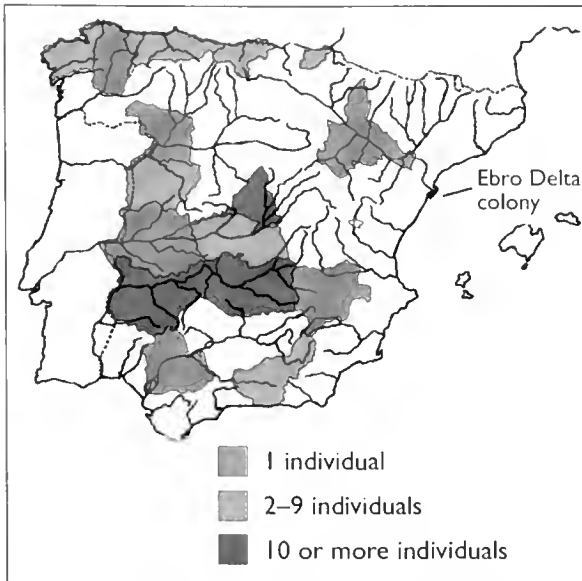 Ebro Delta
colony
1 individual
2–9 individuals
10 or more individuals